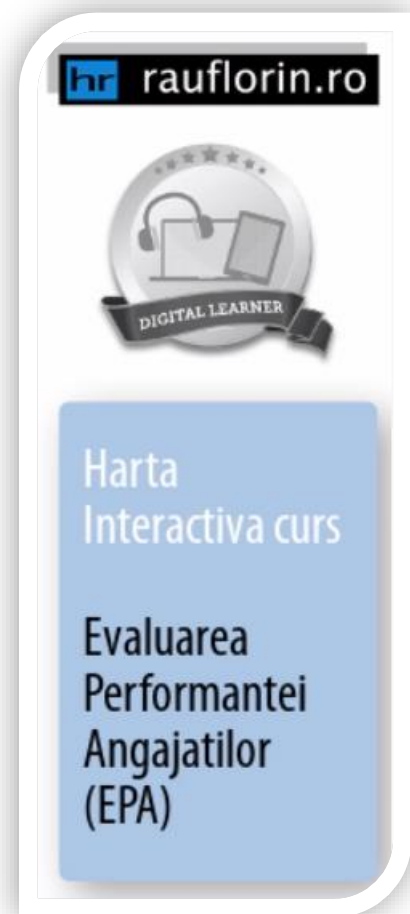 hr rauflorin.ro
DIGITAL LEARNER
Harta
Interactiva curs
Evaluarea
Performantei
Angajatilor
(EPA)